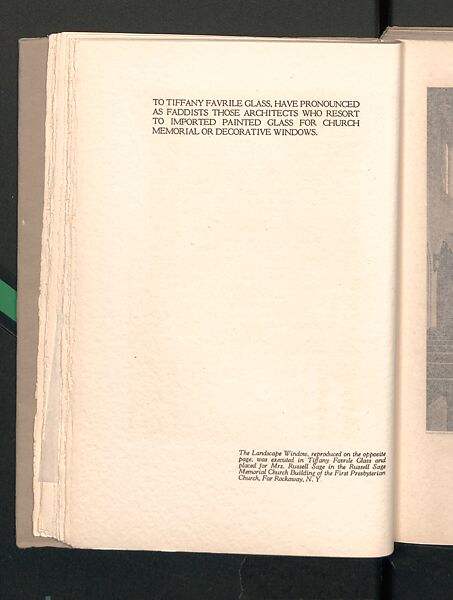 TO TIFFANY FAVRILE GLASS, HAVE PRONOUNCED
AS FADDISTS THOSE ARCHITECTS WHO RESORT
TO IMPORTED PAINTED GLASS FOR CHURCH
MEMORIAL OR DECORATIVE WINDOWS.
The Landscape Window, reproduced on the opposite
page, was executed in Tiffany Favrile Glass and
placed for Mrs. Russell Sage in the Russell Sage
Memorial Church Building of the First Presbyterian
Church, Far Rockaway, N. Y